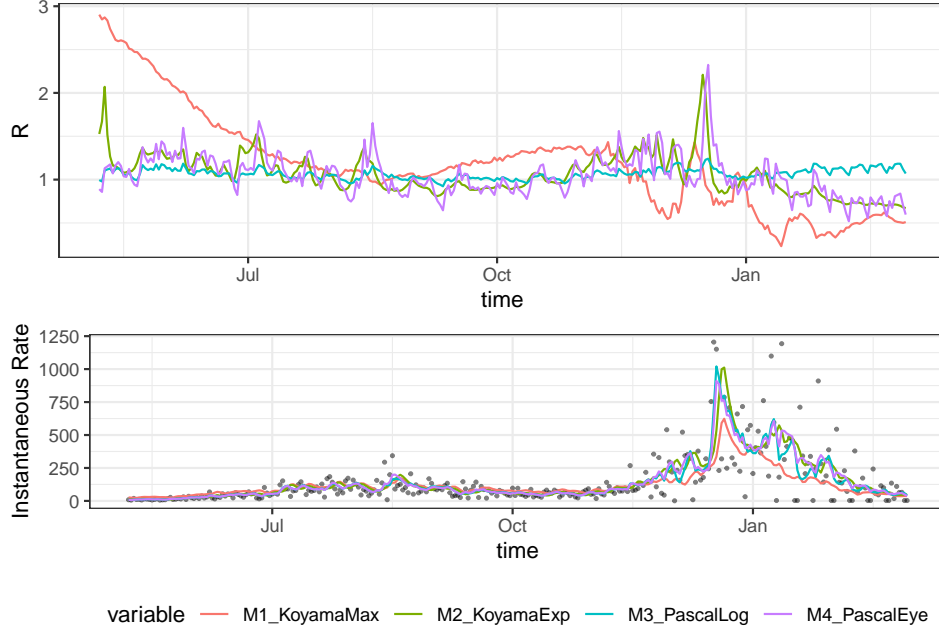 3
2
1
R
Jul
Oct
Jan
time
1250
1000
750
500
250
0
Instantaneous Rate
Jul
Oct
Jan
time
variable M1_KoyamaMax M2_KoyamaExp M3_PascalLog M4_PascalEye